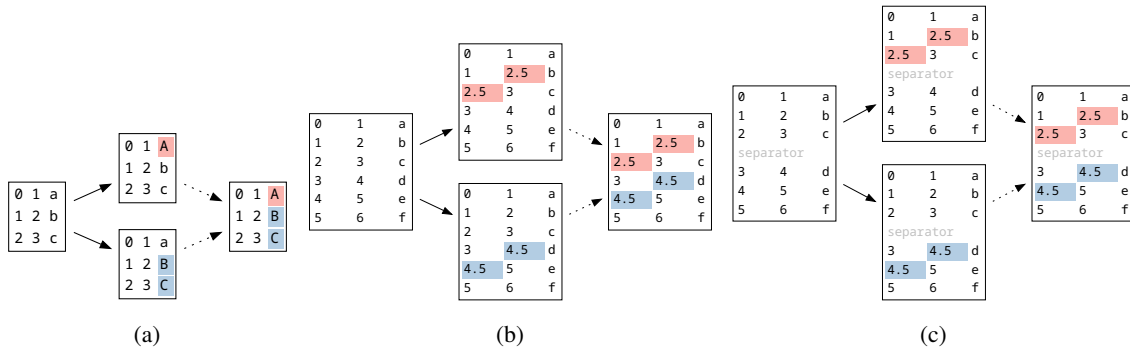 0 1 a
1 2 b
2 3 c
0 1 A
1 2 b
2 3 c
0 1 a
1 2 B
2 3 C
0 1 A
1 2 B
2 3 C
(a)
0 1 a
1 2 b
2 3 c
3 4 d
4 5 e
5 6 f
0 1 a
1 2.5 b
2.5 3 c
3 4 d
4 5 e
5 6 f
0 1 a
1 2 b
2 3 c
3 4.5 d
4.5 5 e
5 6 f
0 1 a
1 2.5 b
2.5 3 c
3 4.5 d
4.5 5 e
5 6 f
(b)
0 1 a
1 2 b
2 3 c
separator
3 4 d
4 5 e
5 6 f
0 1 a
1 2.5 b
2.5 3 c
separator
3 4 d
4 5 e
5 6 f
0 1 a
1 2 b
2 3 c
separator
3 4.5 d
4.5 5 e
5 6 f
0 1 a
1 2.5 b
2.5 3 c
separator
3 4.5 d
4.5 5 e
5 6 f
(c)